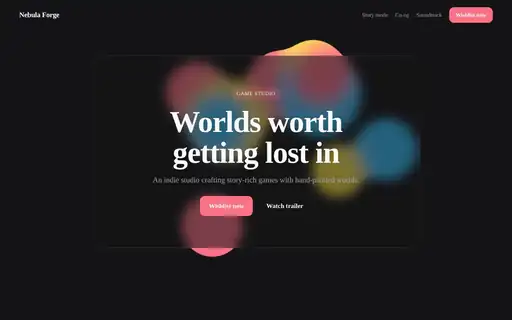 Nebula Forge
Story mode
Co-op
Soundtrack
Wishlist now
GAME STUDIO
Worlds worth
getting lost in
An indie studio crafting story-rich games with hand-painted worlds.
Wishlist now
Watch trailer